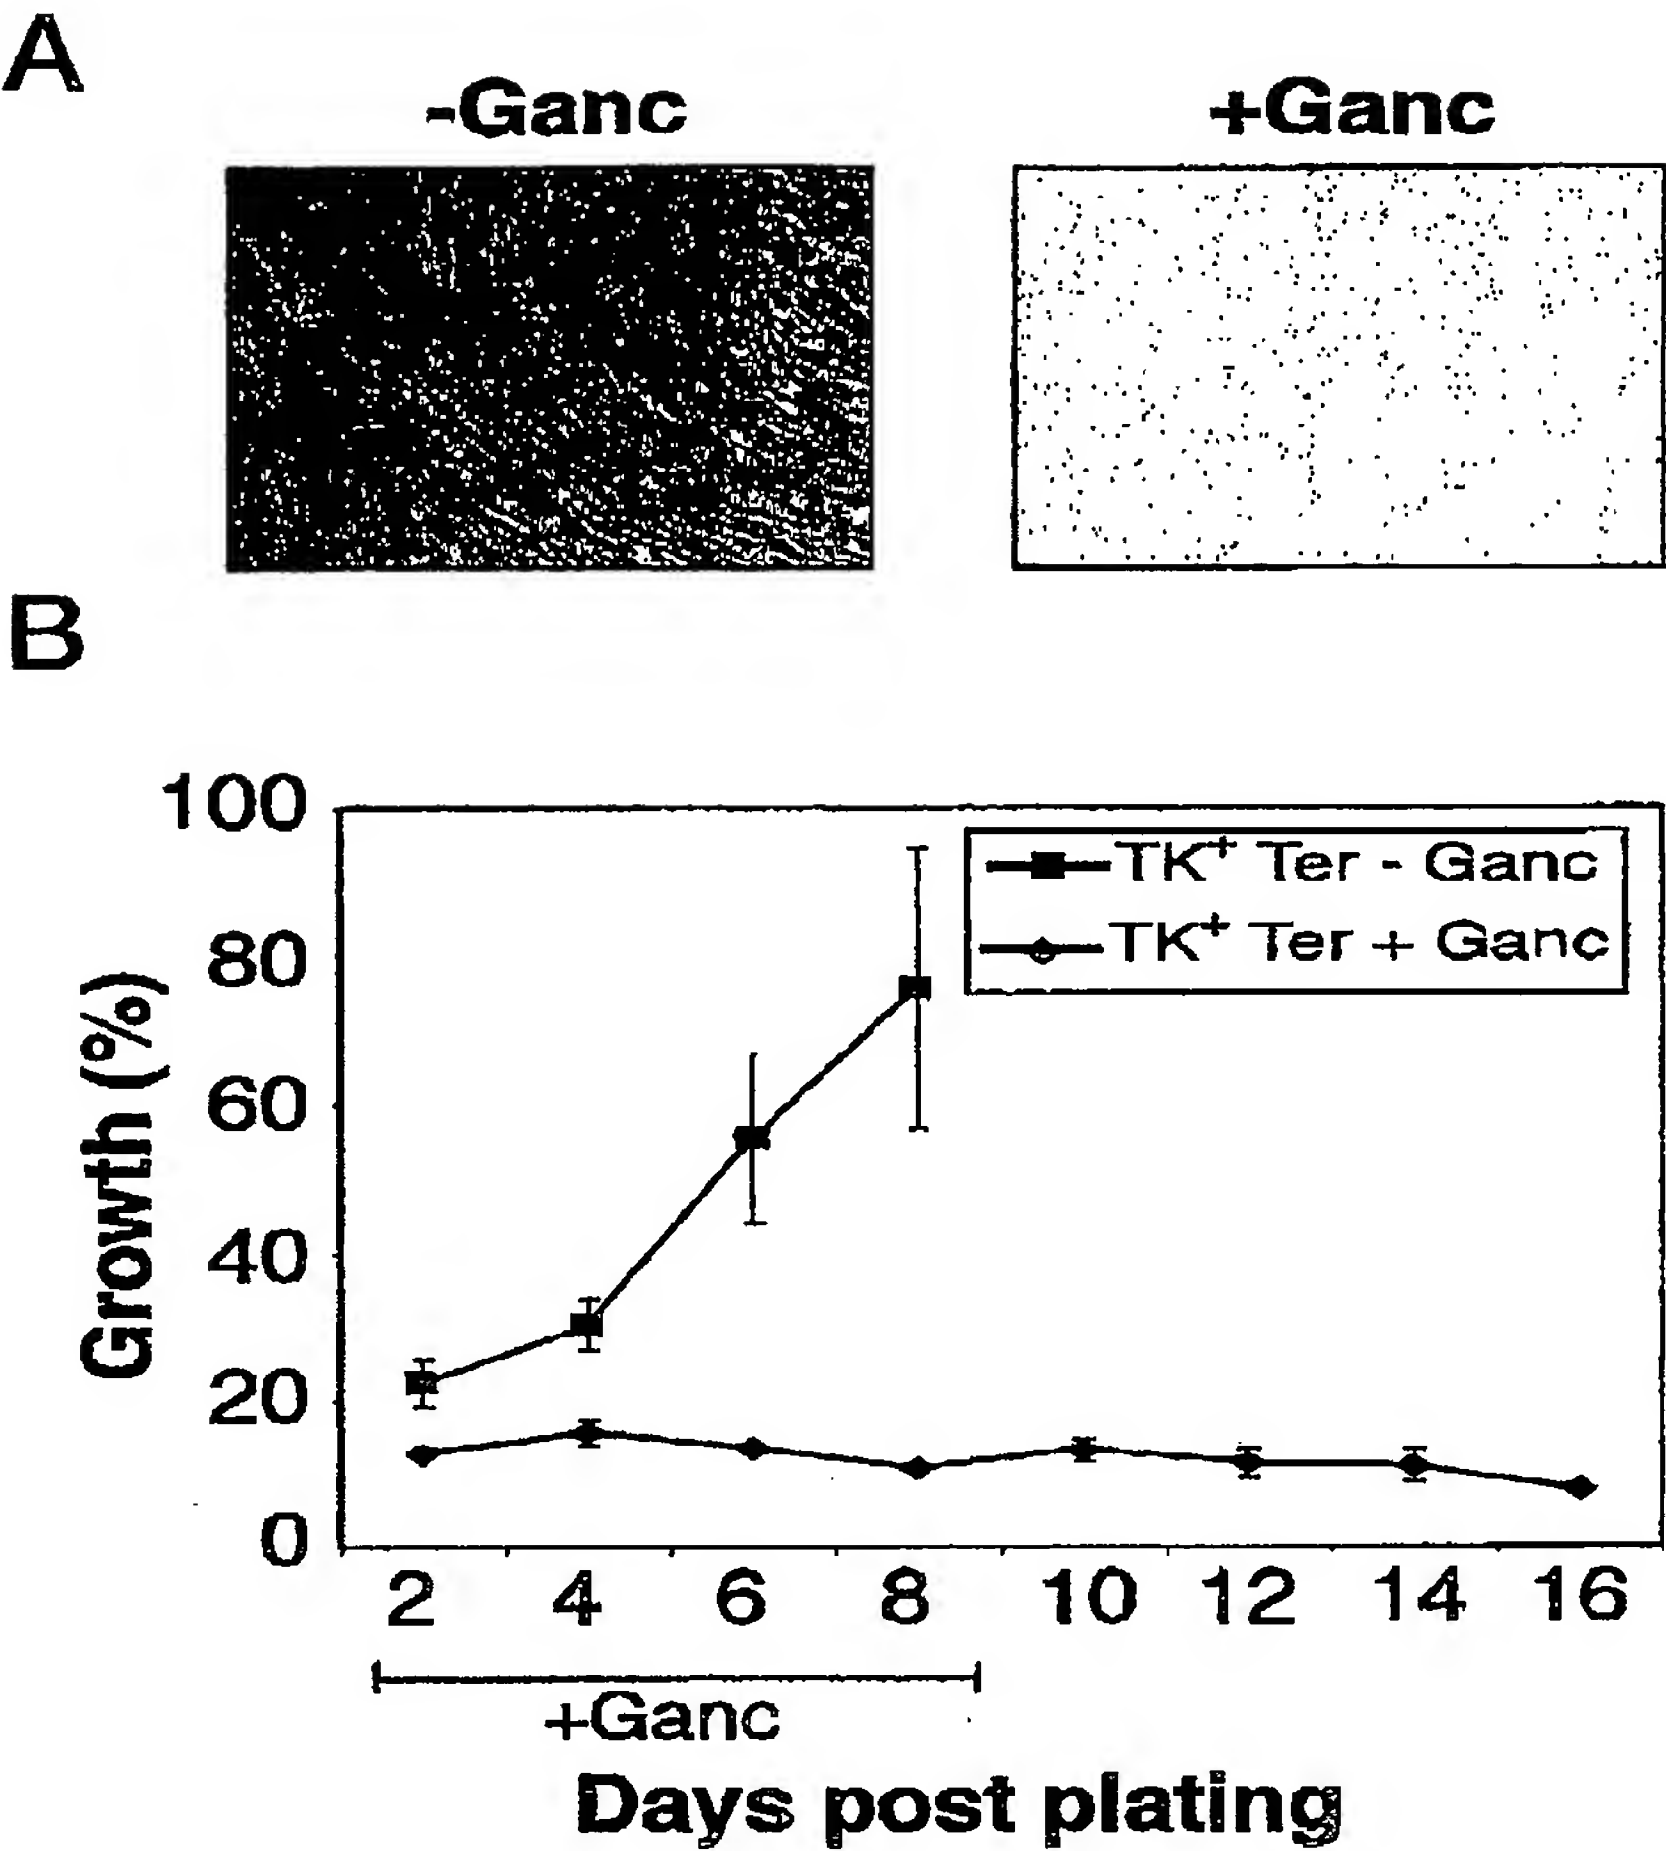 A
-Ganc +Ganc
B
100
80
60
40
20
0
Growth (%)
TK⁺ Ter - Ganc
TK⁺ Ter + Ganc
2 4 6 8 10 12 14 16
+Ganc
Days post plating